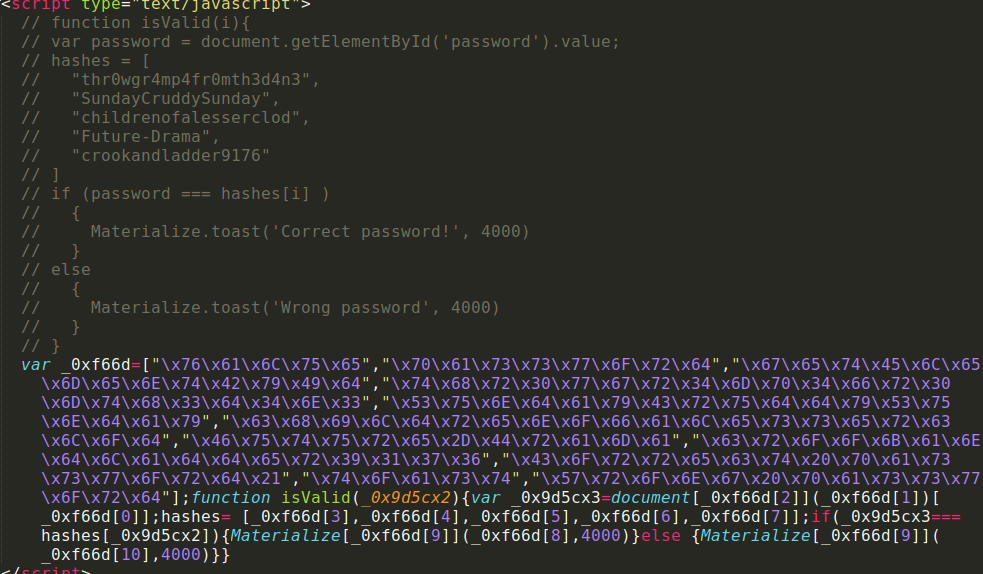 <script type="text/javascript">
// function isValid(i){
// var password = document.getElementById('password').value;
// hashes = [
//   "thr0wgr4mp4fr0mth3d4n3",
//   "SundayCruddySunday",
//   "childrenofalesserclod",
//   "Future-Drama",
//   "crookandladder9176"
// ]
// if (password === hashes[i] )
//   {
//     Materialize.toast('Correct password!', 4000)
//   }
// else
//   {
//     Materialize.toast('Wrong password', 4000)
//   }
// }
var _0xf66d=["\x76\x61\x6C\x75\x65","\x70\x61\x73\x73\x77\x6F\x72\x64","\x67\x65\x74\x45\x6C\x65
\x6D\x65\x6E\x74\x42\x79\x49\x64","\x74\x68\x72\x30\x77\x67\x72\x34\x6D\x70\x34\x66\x72\x30
\x6D\x74\x68\x33\x64\x34\x6E\x33","\x53\x75\x6E\x64\x61\x79\x43\x72\x75\x64\x64\x79\x53\x75
\x6E\x64\x61\x79","\x63\x68\x69\x6C\x64\x72\x65\x6E\x6F\x66\x61\x6C\x65\x73\x73\x65\x72\x63
\x6C\x6F\x64","\x46\x75\x74\x75\x72\x65\x2D\x44\x72\x61\x6D\x61","\x63\x72\x6F\x6F\x6B\x61\x6E
\x64\x6C\x61\x64\x64\x65\x72\x39\x31\x37\x36","\x43\x6F\x72\x72\x65\x63\x74\x20\x70\x61\x73
\x73\x77\x6F\x72\x64\x21","\x74\x6F\x61\x73\x74","\x57\x72\x6F\x6E\x67\x20\x70\x61\x73\x73\x77
\x6F\x72\x64"];function isValid(_0x9d5cx2){var _0x9d5cx3=document[_0xf66d[2]](_0xf66d[1])[
_0xf66d[0]];hashes= [_0xf66d[3],_0xf66d[4],_0xf66d[5],_0xf66d[6],_0xf66d[7]];if(_0x9d5cx3===
hashes[_0x9d5cx2]){Materialize[_0xf66d[9]](_0xf66d[8],4000)}else {Materialize[_0xf66d[9]](
_0xf66d[10],4000)}}
</script>